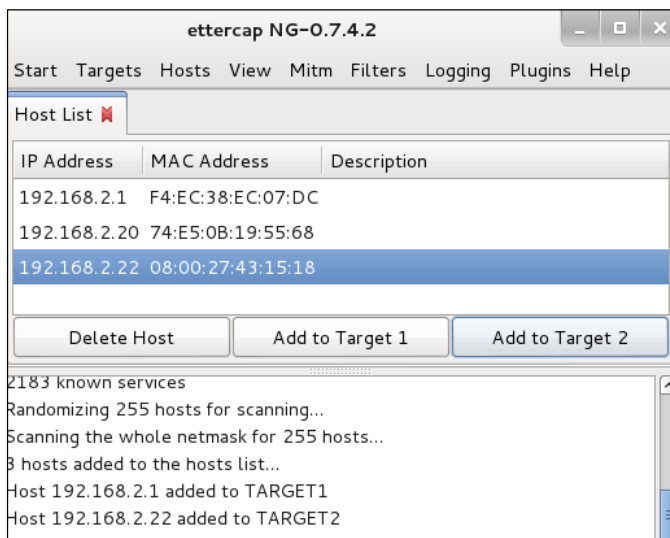 ettercap NG-0.7.4.2
Start Targets Hosts View Mitm Filters Logging Plugins Help
Host List
IP Address MAC Address Description
192.168.2.1 F4:EC:38:EC:07:DC
192.168.2.20 74:E5:0B:19:55:68
192.168.2.22 08:00:27:43:15:18
Delete Host Add to Target 1 Add to Target 2
2183 known services
Randomizing 255 hosts for scanning...
Scanning the whole netmask for 255 hosts...
3 hosts added to the hosts list...
Host 192.168.2.1 added to TARGET1
Host 192.168.2.22 added to TARGET2